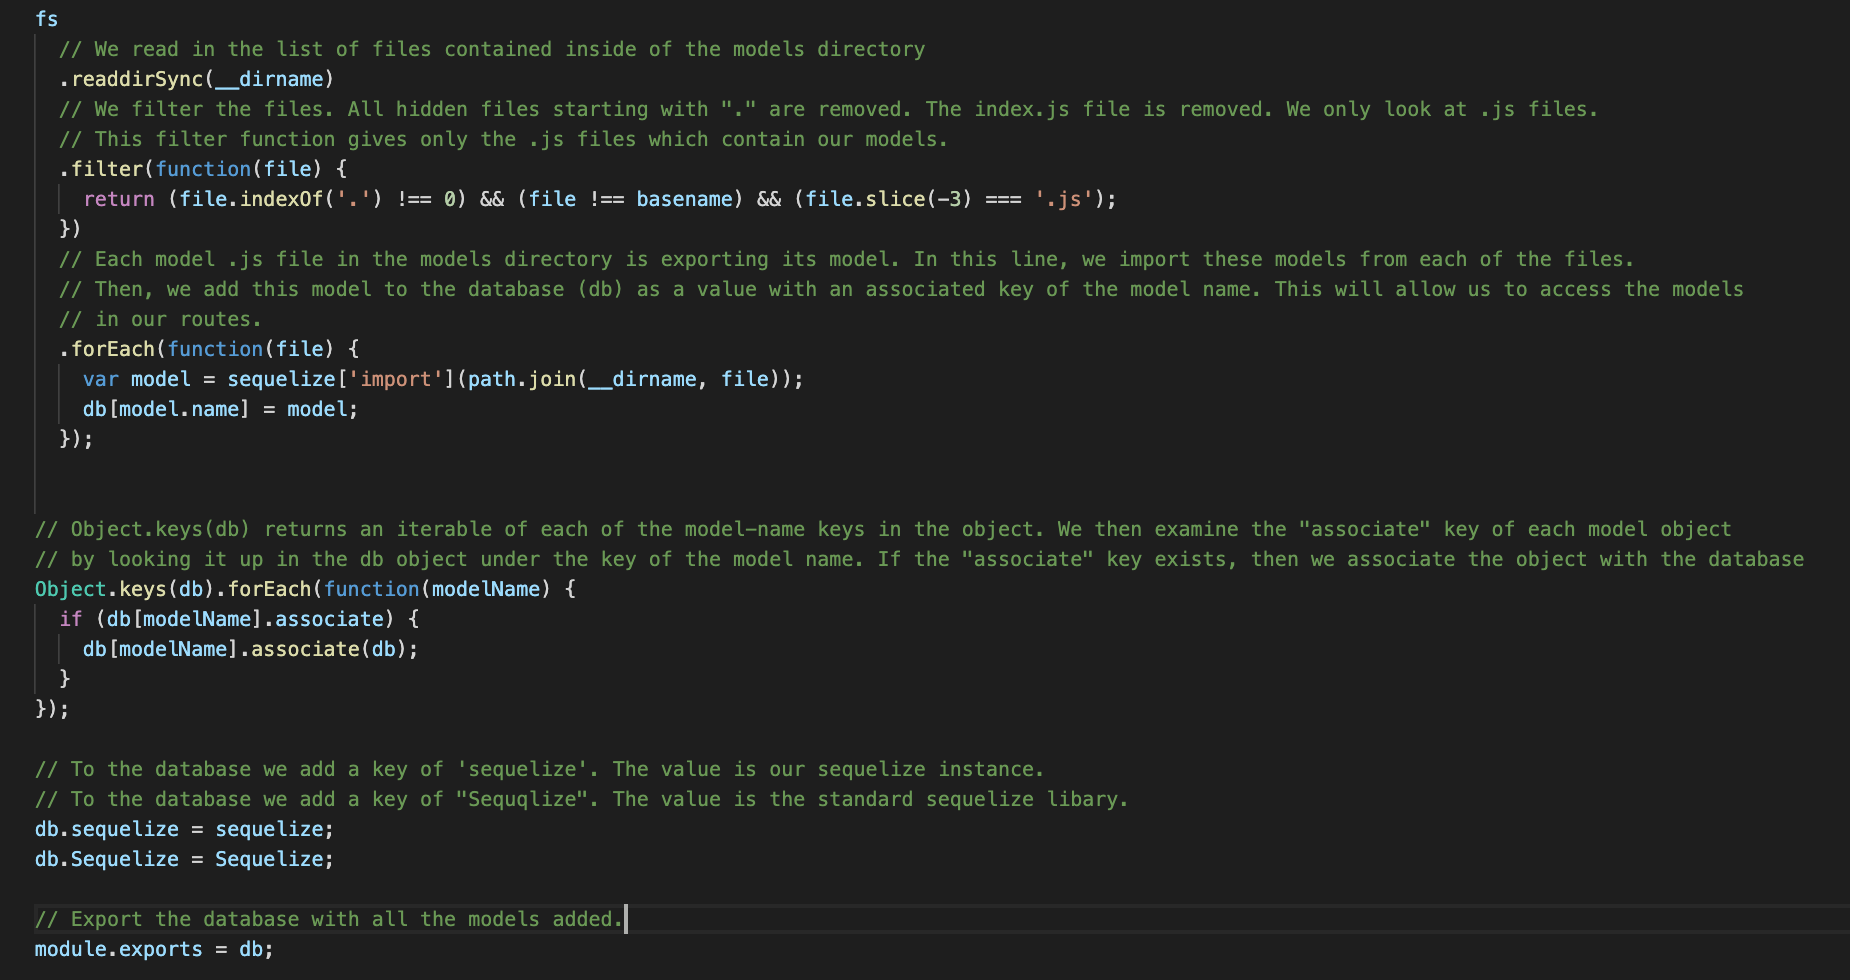 fs
  // We read in the list of files contained inside of the models directory
  .readdirSync(__dirname)
  // We filter the files. All hidden files starting with "." are removed. The index.js file is removed. We only look at .js files.
  // This filter function gives only the .js files which contain our models.
  .filter(function(file) {
    return (file.indexOf('.') !== 0) && (file !== basename) && (file.slice(-3) === '.js');
  })
  // Each model .js file in the models directory is exporting its model. In this line, we import these models from each of the files.
  // Then, we add this model to the database (db) as a value with an associated key of the model name. This will allow us to access the models
  // in our routes.
  .forEach(function(file) {
    var model = sequelize['import'](path.join(__dirname, file));
    db[model.name] = model;
  });

// Object.keys(db) returns an iterable of each of the model-name keys in the object. We then examine the "associate" key of each model object
// by looking it up in the db object under the key of the model name. If the "associate" key exists, then we associate the object with the database
Object.keys(db).forEach(function(modelName) {
  if (db[modelName].associate) {
    db[modelName].associate(db);
  }
});

// To the database we add a key of 'sequelize'. The value is our sequelize instance.
// To the database we add a key of "Sequqlize". The value is the standard sequelize libary.
db.sequelize = sequelize;
db.Sequelize = Sequelize;

// Export the database with all the models added.
module.exports = db;